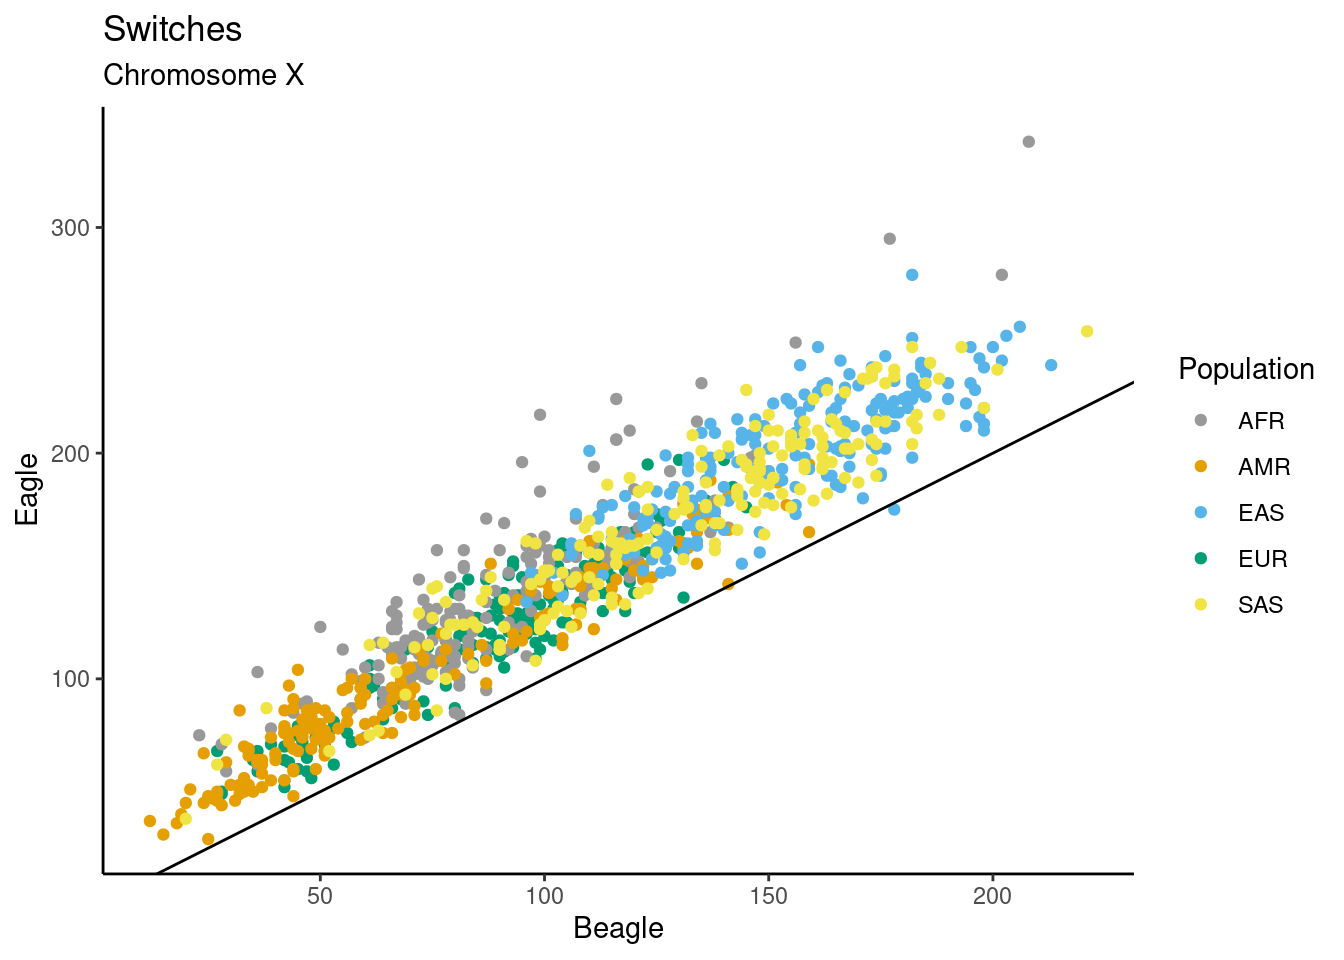 Switches
Chromosome X
Eagle
300
200
100
50
100
150
200
Beagle
Population
AFR
AMR
EAS
EUR
SAS